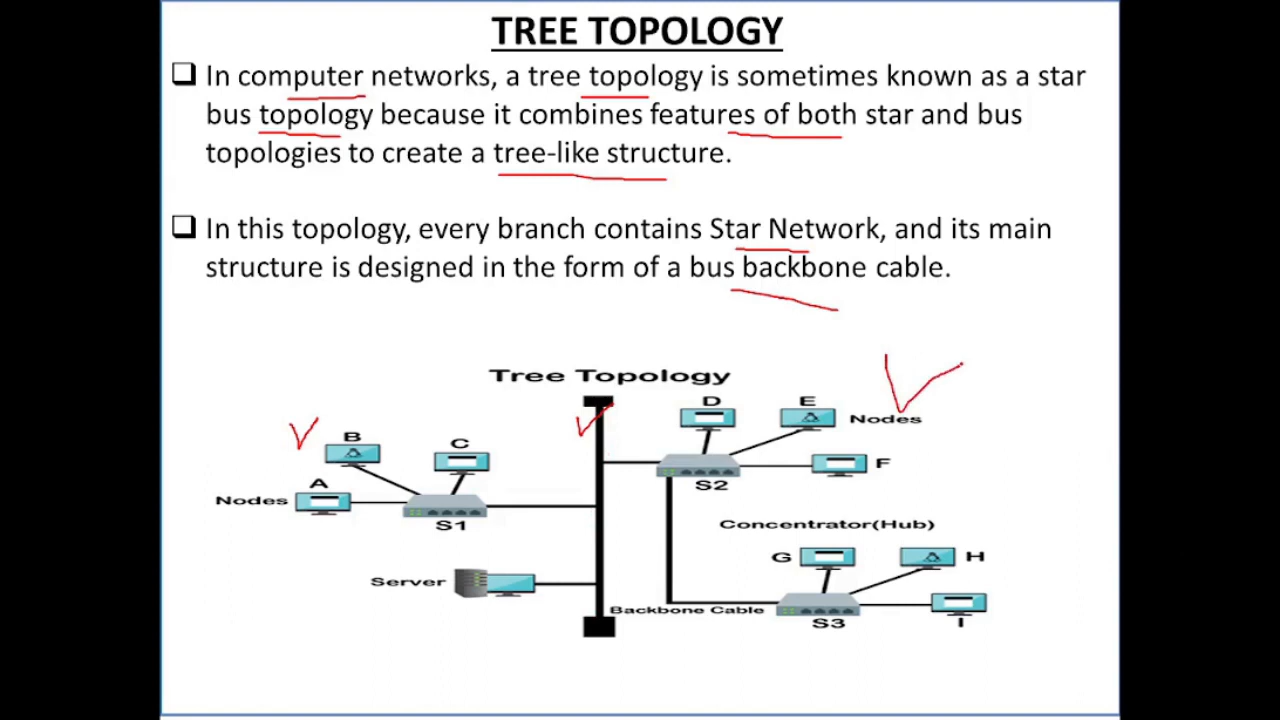 TREE TOPOLOGY
In computer networks, a tree topology is sometimes known as a star
bus topology because it combines features of both star and bus
topologies to create a tree-like structure.
In this topology, every branch contains Star Network, and its main
structure is designed in the form of a bus backbone cable.
Tree Topology
D
E
Nodes
B
C
F
A
S2
Nodes
S1
Concentrator(Hub)
G
H
Server
Backbone Cable
S3
I